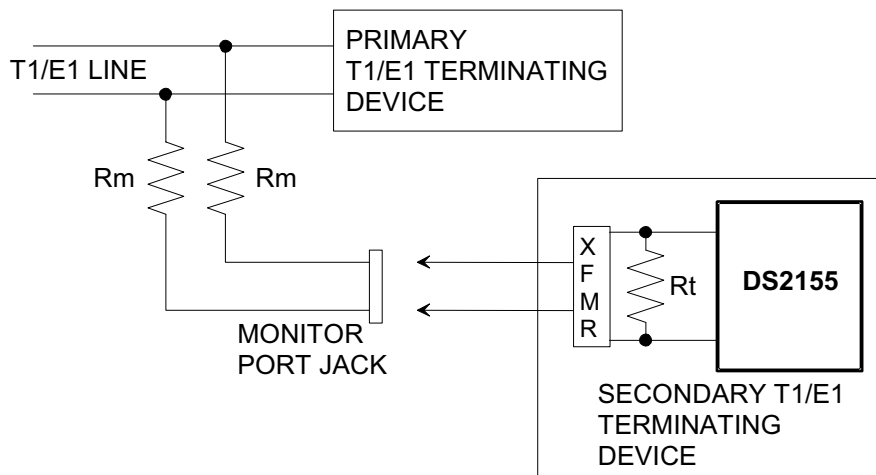 PRIMARY
T1/E1 TERMINATING
DEVICE
T1/E1 LINE
Rm
Rm
X
F
M
R
Rt
DS2155
MONITOR
PORT JACK
SECONDARY T1/E1
TERMINATING
DEVICE